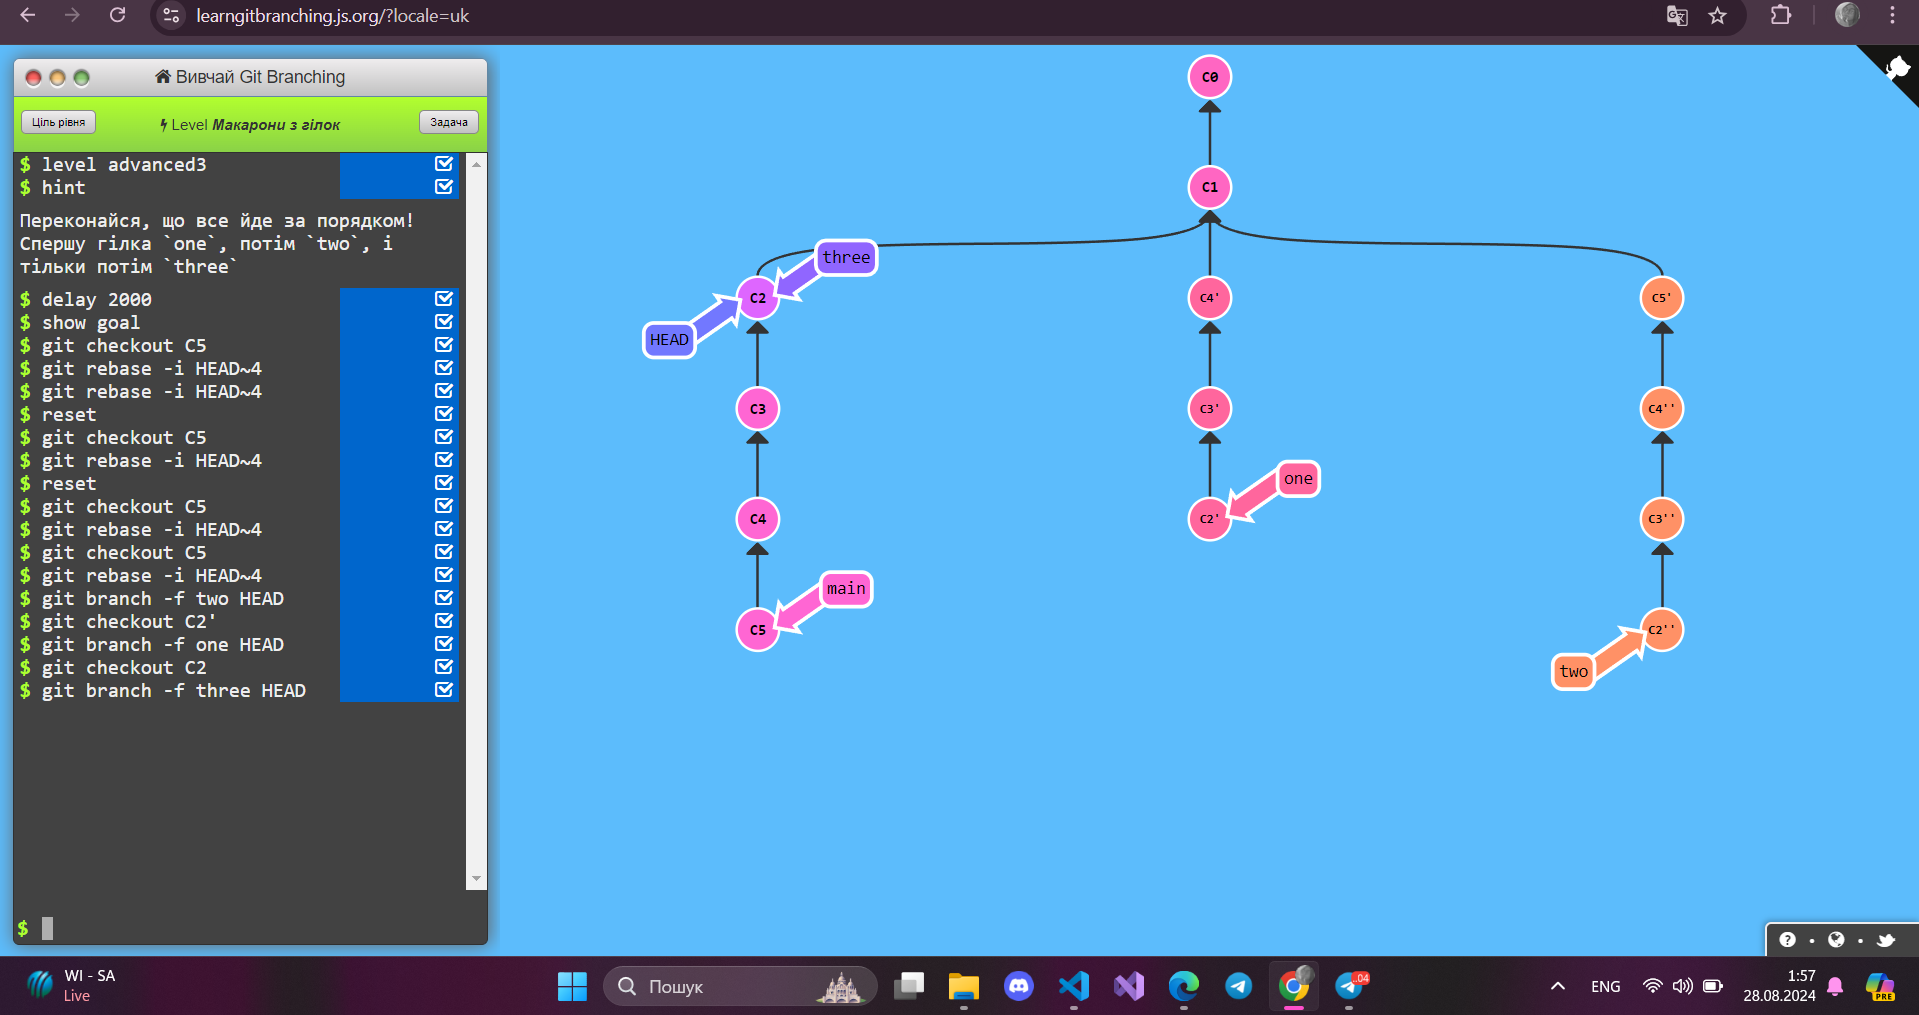 learngitbranching.js.org/?locale=uk
Вивчай Git Branching
Ціль рівня
Level Макарони з гілок
Задача
$ level advanced3
$ hint
Переконайся, що все йде за порядком!
Спершу гілка `one`, потім `two`, і
тільки потім `three`
$ delay 2000
$ show goal
$ git checkout C5
$ git rebase -i HEAD~4
$ git rebase -i HEAD~4
$ reset
$ git checkout C5
$ git rebase -i HEAD~4
$ reset
$ git checkout C5
$ git rebase -i HEAD~4
$ git checkout C5
$ git rebase -i HEAD~4
$ git branch -f two HEAD
$ git checkout C2'
$ git branch -f one HEAD
$ git checkout C2
$ git branch -f three HEAD
$
C0
C1
three
C2
C4'
C5'
HEAD
C3
C3'
C4''
one
C4
C2'
C3''
main
C5
C2''
two
WI - SA
Live
Пошук
04
ENG
1:57
28.08.2024
PRE